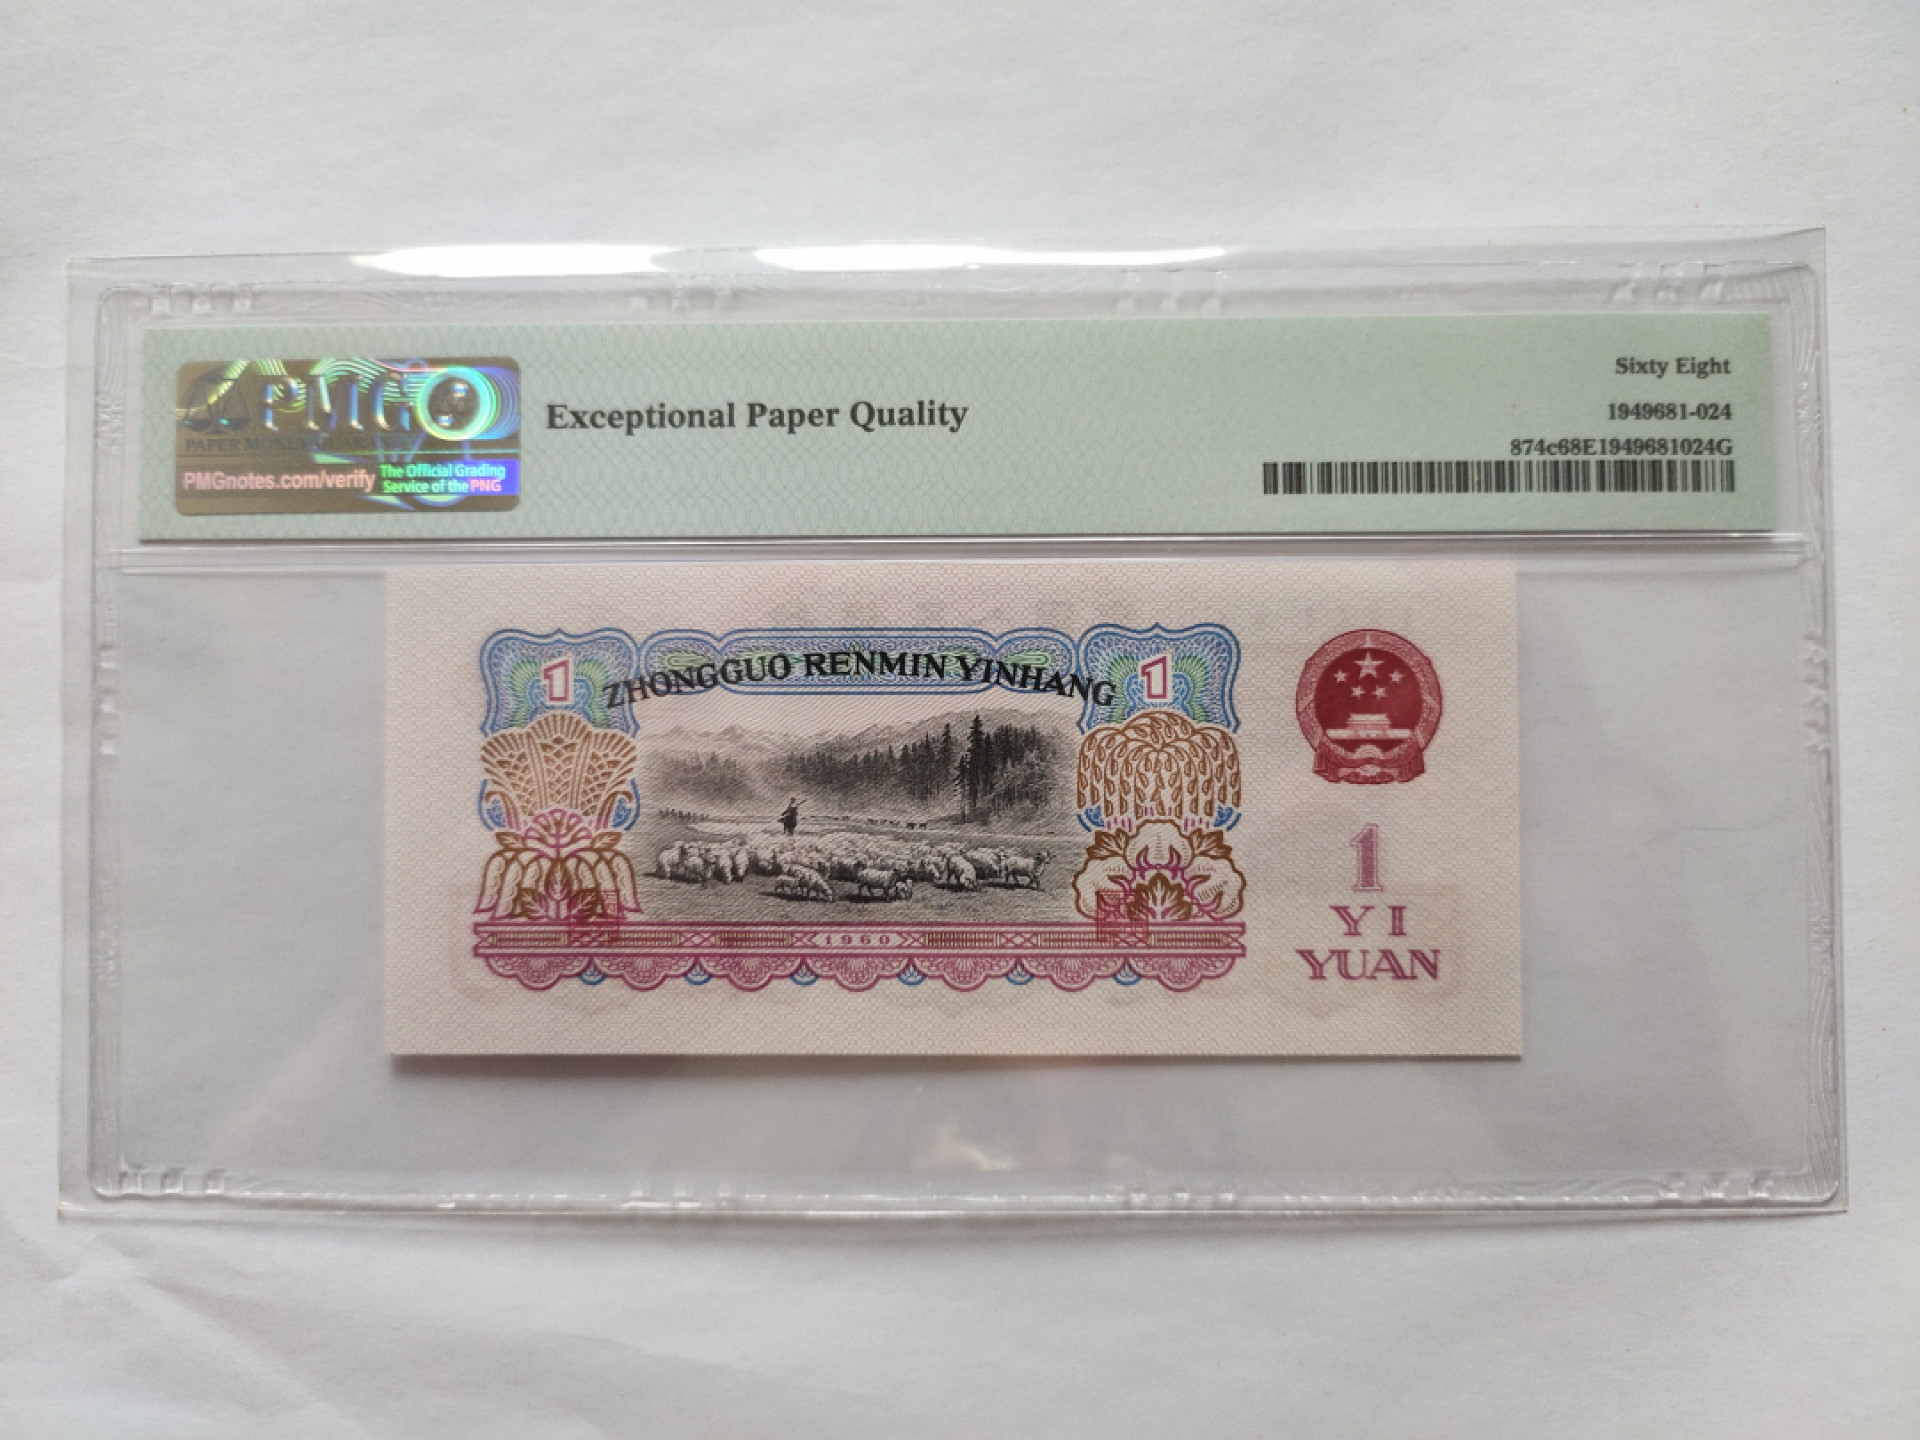 PMG
PAPER MONEY GUARANTY
PMGnotes.com/verify
The Official Grading
Service of the PNG
Exceptional Paper Quality
Sixty Eight
1949681-024
874c68E1949681024G
ZHONGGUO RENMIN YINHANG
1
1
1960
1
YI
YUAN